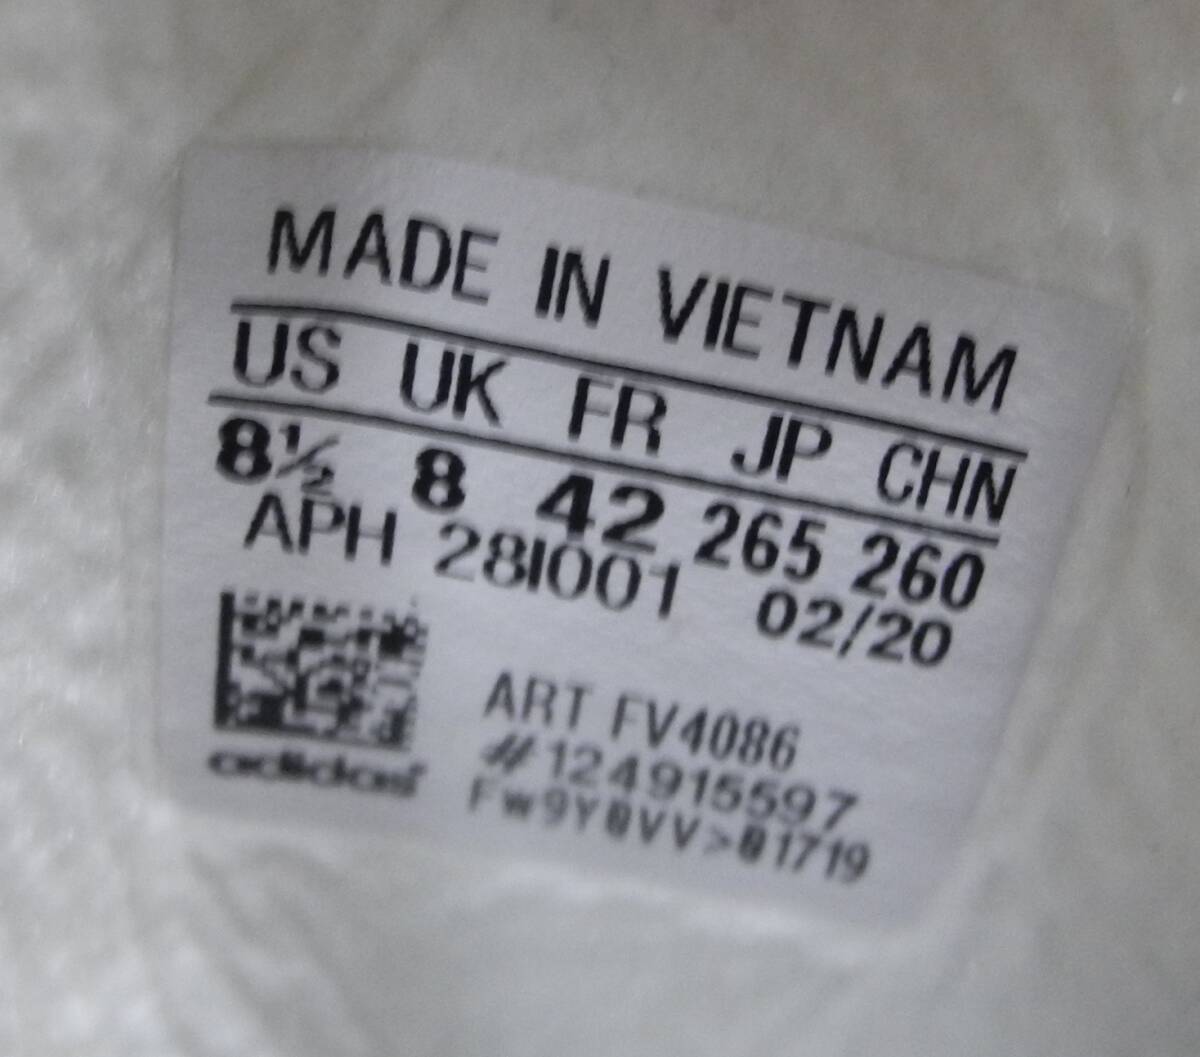 MADE IN VIETNAM
US UK FR JP CHN
8½ 8 42 265 260
APH 281001 02/20
ART FV4086
#124915597
Fw9Y0VV>01719
adidas